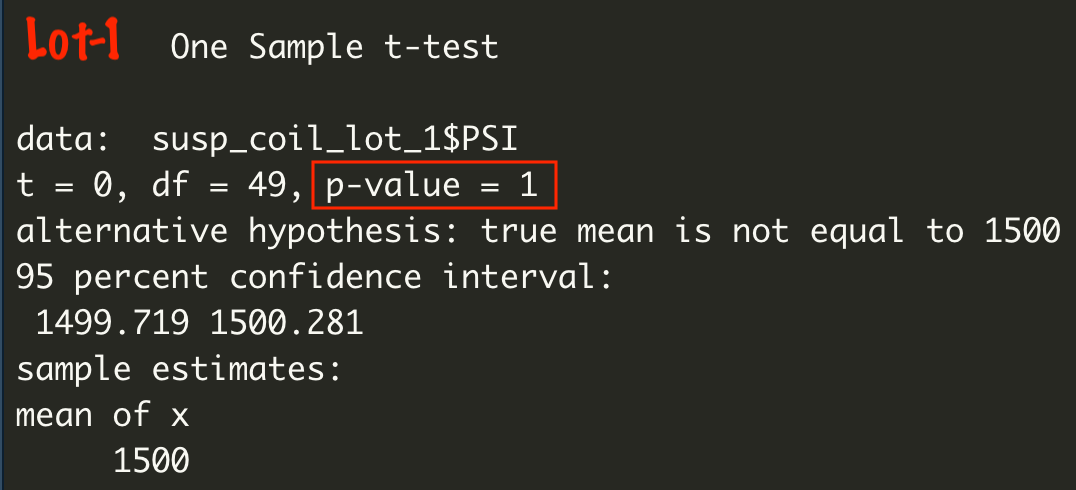 Lot-1 One Sample t-test
data: susp_coil_lot_1$PSI
t = 0, df = 49, p-value = 1
alternative hypothesis: true mean is not equal to 1500
95 percent confidence interval:
1499.719 1500.281
sample estimates:
mean of x
1500